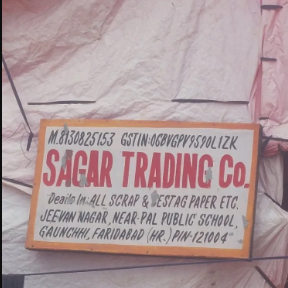 M.8130825153 GSTIN:06BVGPV9590L1ZK
SAGAR TRADING CO.
Deails In: ALL SCRAP & DESTAG PAPER ETC.
JEEVAN NAGAR, NEAR-PAL PUBLIC SCHOOL,
GAUNCHHI, FARIDABAD (HR.) PIN-121004